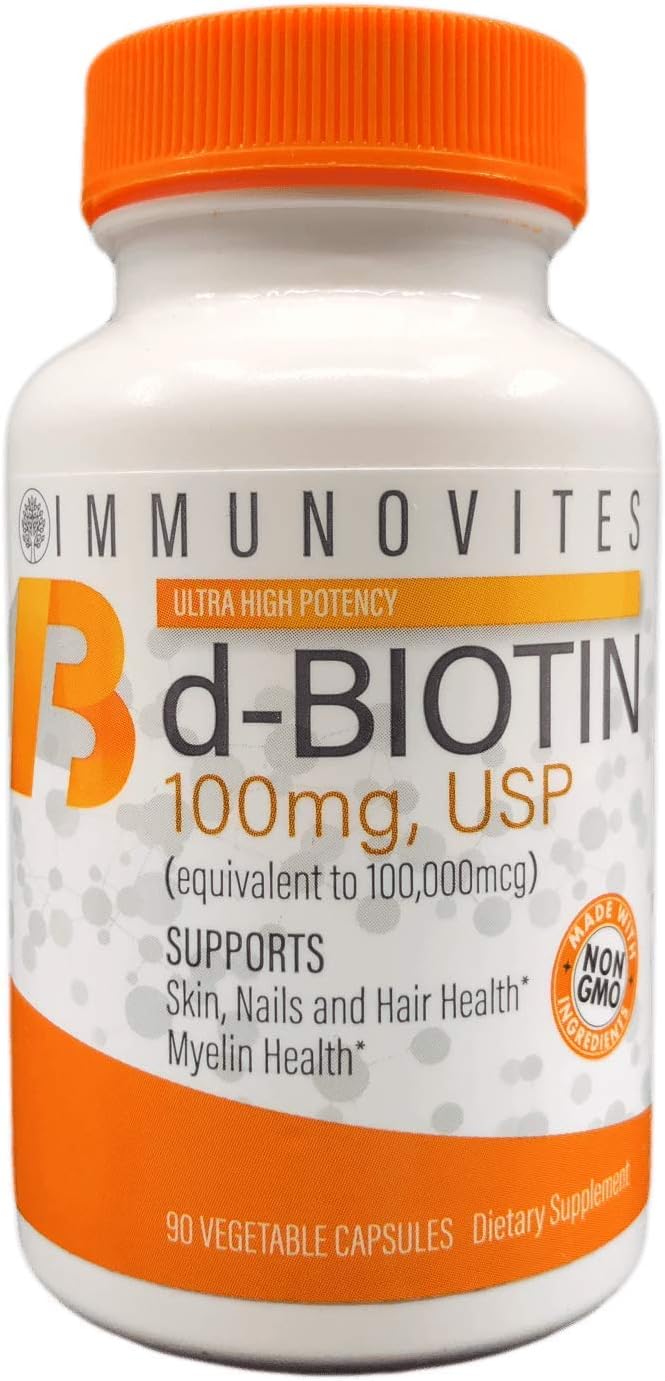 IMMUNOVITES
B
ULTRA HIGH POTENCY
d-BIOTIN
100mg, USP
(equivalent to 100,000mcg)
SUPPORTS
Skin, Nails and Hair Health*
Myelin Health*
MADE WITH
NON
GMO
INGREDIENTS
90 VEGETABLE CAPSULES Dietary Supplement